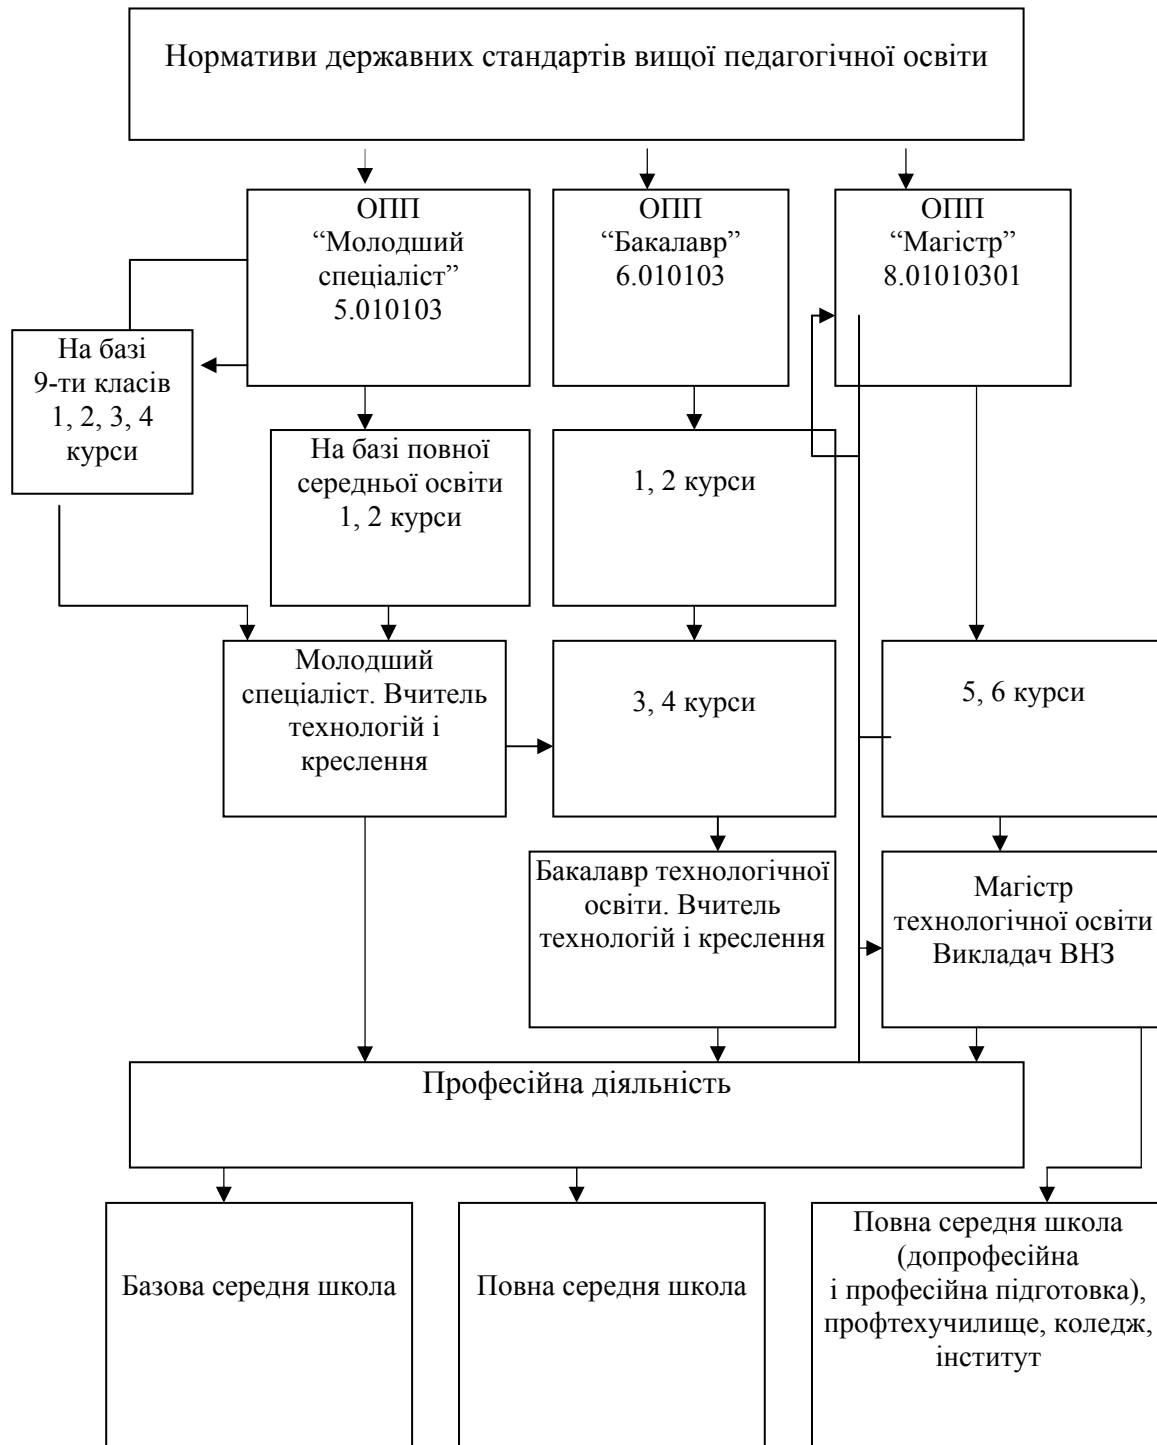 Нормативи державних стандартів вищої педагогічної освіти
ОПП
“Молодший
спеціаліст”
5.010103
ОПП
“Бакалавр”
6.010103
ОПП
“Магістр”
8.01010301
На базі
9-ти класів
1, 2, 3, 4
курси
На базі повної
середньої освіти
1, 2 курси
1, 2 курси
Молодший
спеціаліст. Вчитель
технологій і
креслення
3, 4 курси
5, 6 курси
Бакалавр технологічної
освіти. Вчитель
технологій і креслення
Магістр
технологічної освіти
Викладач ВНЗ
Професійна діяльність
Базова середня школа
Повна середня школа
Повна середня школа
(допрофесійна
і професійна підготовка),
профтехучилище, коледж,
інститут